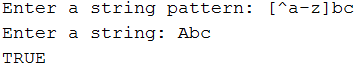 Enter a string pattern: [^a-z]bc
Enter a string: Abc
TRUE